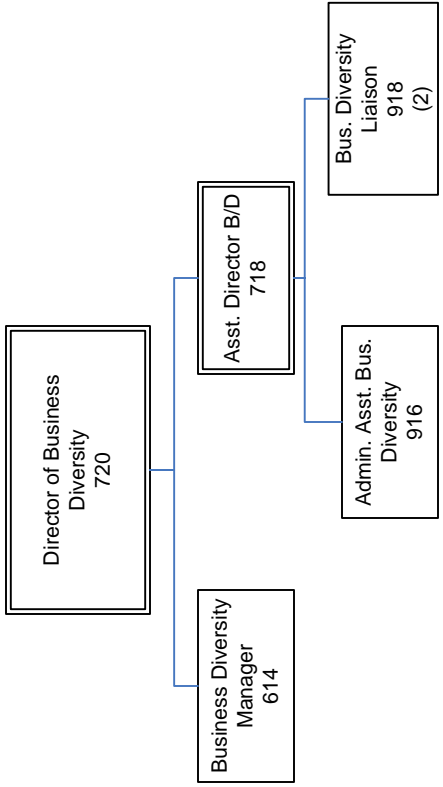 Director of Business
Diversity
720
Business Diversity
Manager
614
Asst. Director B/D
718
Admin. Asst. Bus.
Diversity
916
Bus. Diversity
Liaison
918
(2)